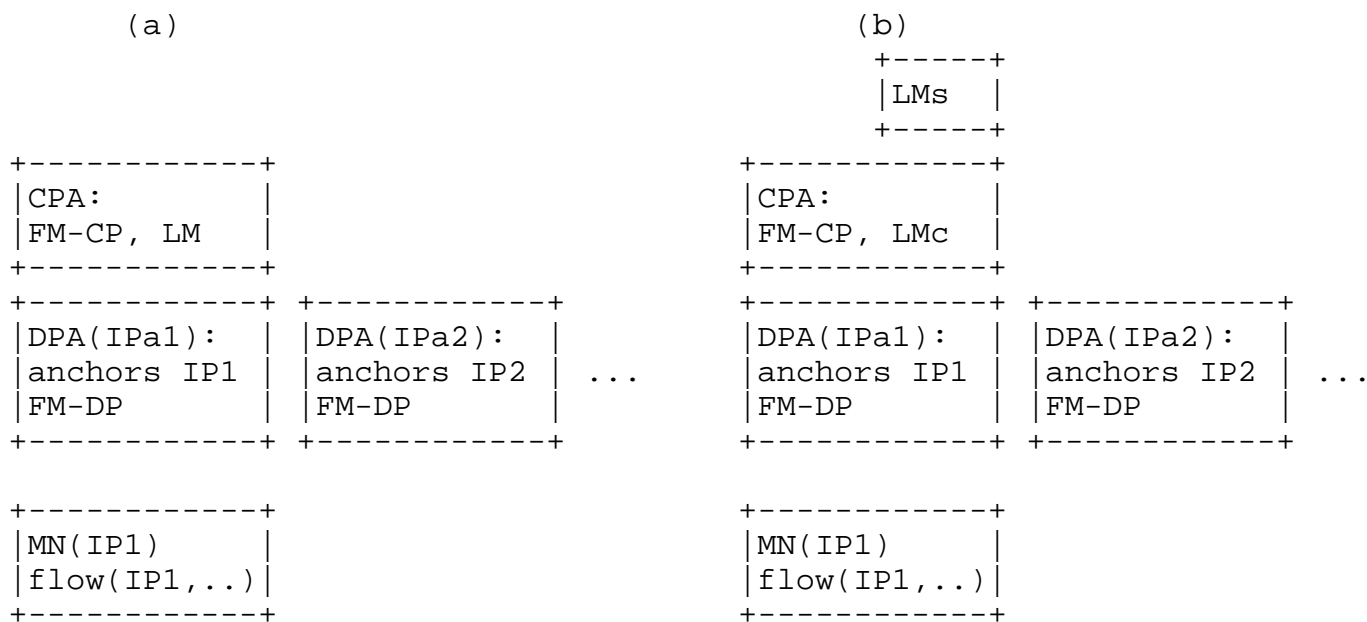 (a)                                   (b)
                                       +-----+
                                       |LMs  |
                                       +-----+
+------------+                  +------------+
|CPA:        |                  |CPA:        |
|FM-CP, LM   |                  |FM-CP, LMc  |
+------------+                  +------------+
+------------+ +------------+         +------------+ +------------+
|DPA(IPa1):  | |DPA(IPa2):  |         |DPA(IPa1):  | |DPA(IPa2):  |
|anchors IP1 | |anchors IP2 | ...     |anchors IP1 | |anchors IP2 | ...
|FM-DP       | |FM-DP       |         |FM-DP       | |FM-DP       |
+------------+ +------------+         +------------+ +------------+
+------------+                  +------------+
|MN(IP1)     |                  |MN(IP1)     |
|flow(IP1,..)|                  |flow(IP1,..)|
+------------+                  +------------+